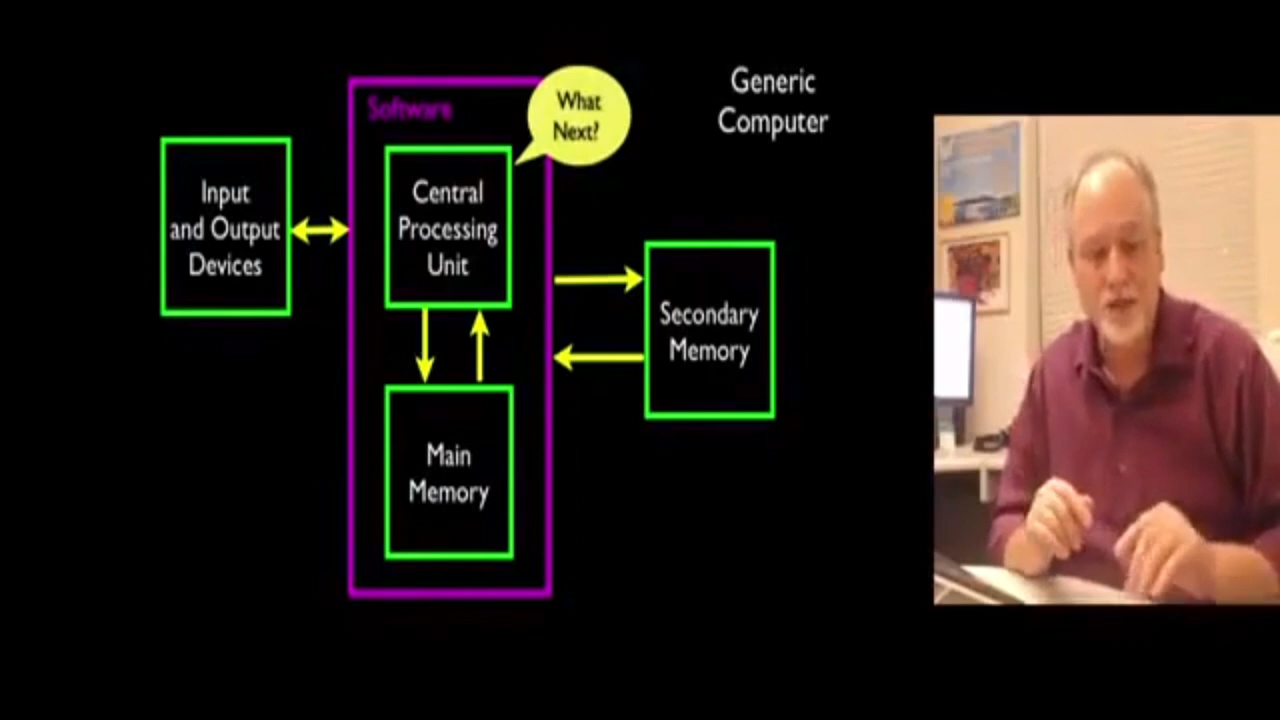 Generic
Computer
Software
What
Next?
Input
and Output
Devices
Central
Processing
Unit
Secondary
Memory
Main
Memory